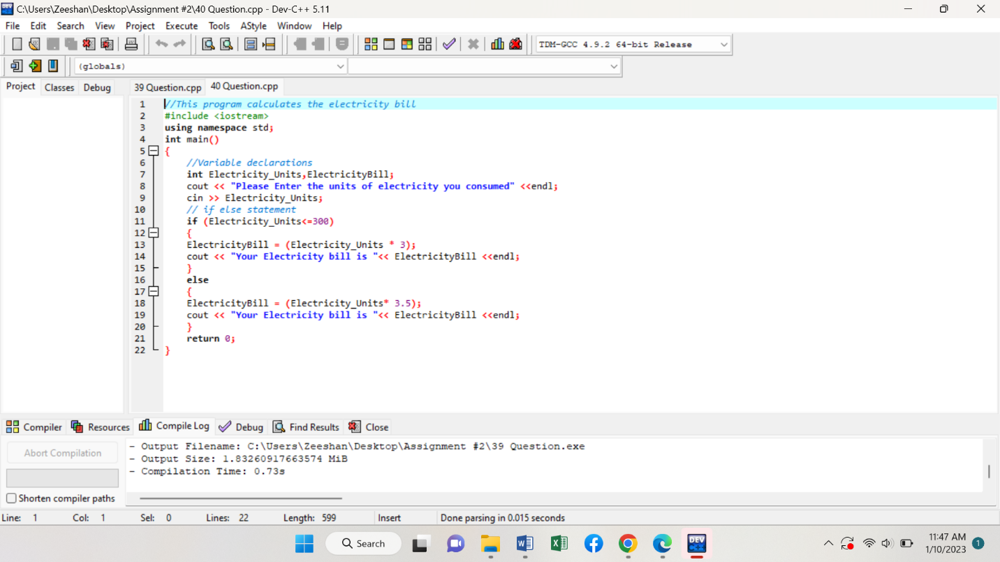 C:\Users\Zeeshan\Desktop\Assignment #2\40 Question.cpp - Dev-C++ 5.11
File Edit Search View Project Execute Tools AStyle Window Help
TDM-GCC 4.9.2 64-bit Release
(globals)
Project Classes Debug 39 Question.cpp 40 Question.cpp
1 //This program calculates the electricity bill
2 #include <iostream>
3 using namespace std;
4 int main()
5 {
6 //Variable declarations
7 int Electricity_Units,ElectricityBill;
8 cout << "Please Enter the units of electricity you consumed" <<endl;
9 cin >> Electricity_Units;
10 // if else statement
11 if (Electricity_Units<=300)
12 {
13 ElectricityBill = (Electricity_Units * 3);
14 cout << "Your Electricity bill is "<< ElectricityBill <<endl;
15 }
16 else
17 {
18 ElectricityBill = (Electricity_Units* 3.5);
19 cout << "Your Electricity bill is "<< ElectricityBill <<endl;
20 }
21 return 0;
22 }
Compiler Resources Compile Log Debug Find Results Close
Abort Compilation
Shorten compiler paths
- Output Filename: C:\Users\Zeeshan\Desktop\Assignment #2\39 Question.exe
- Output Size: 1.83260917663574 MiB
- Compilation Time: 0.73s
Line: 1 Col: 1 Sel: 0 Lines: 22 Length: 599 Insert Done parsing in 0.015 seconds
Search
DEV
11:47 AM
1/10/2023
1